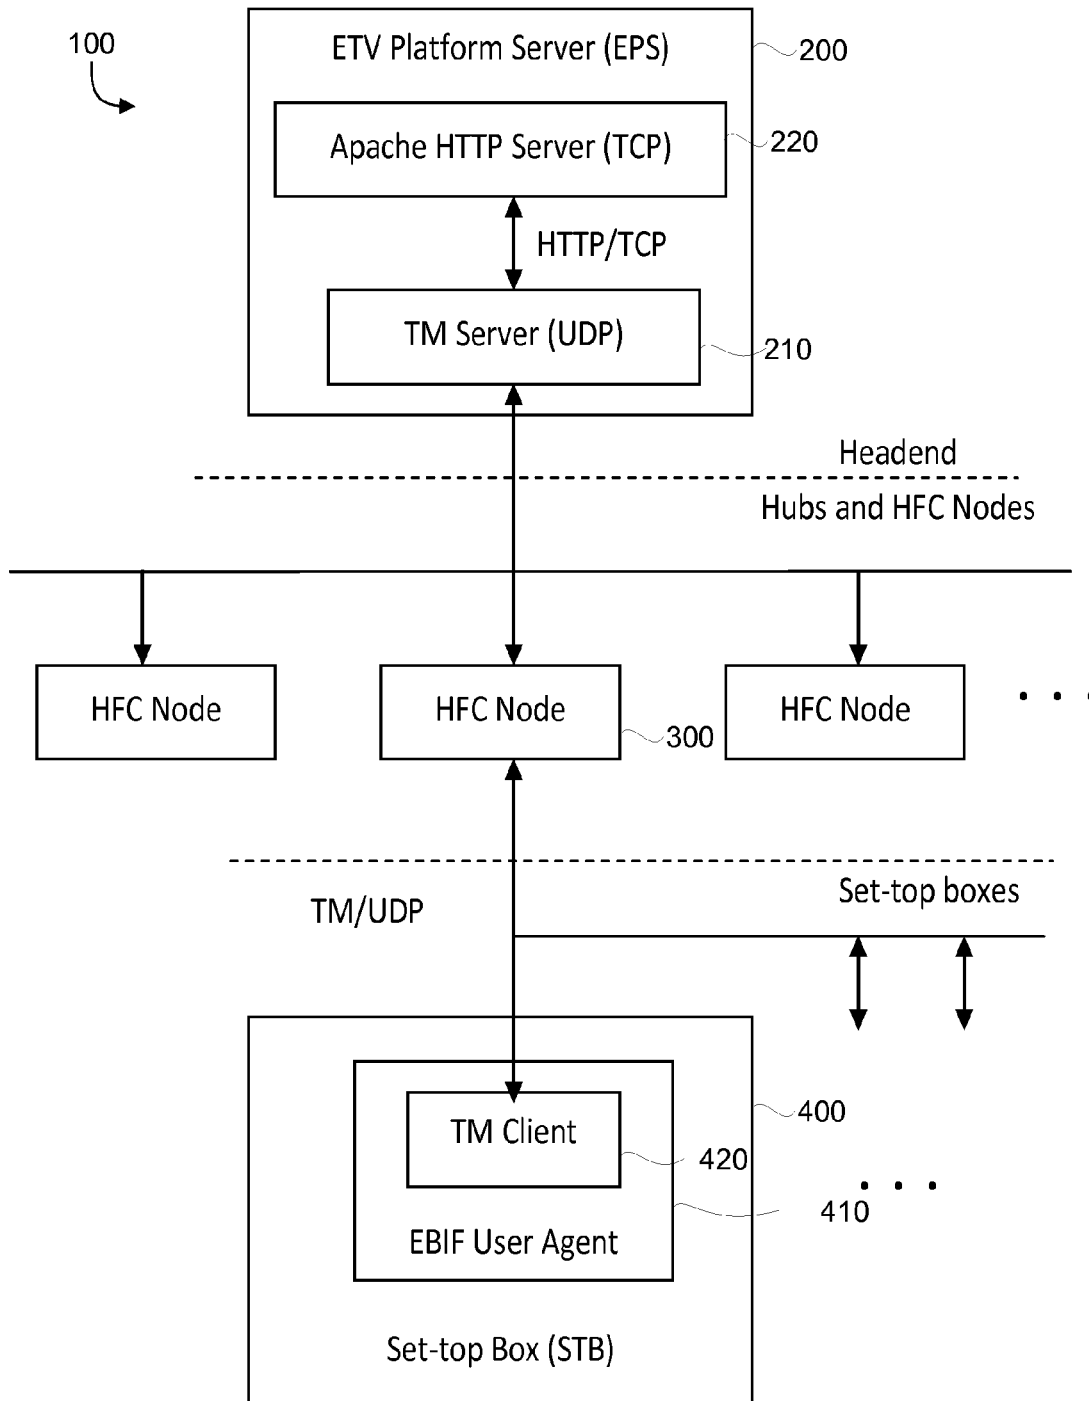 100
ETV Platform Server (EPS)
200
Apache HTTP Server (TCP)
220
HTTP/TCP
TM Server (UDP)
210
Headend
Hubs and HFC Nodes
HFC Node
HFC Node
HFC Node
. . .
300
TM/UDP
Set-top boxes
TM Client
400
420
. . .
410
EBIF User Agent
Set-top Box (STB)